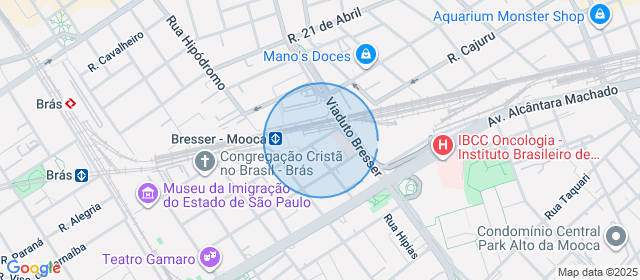 R. 21 de Abril
Aquarium Monster Shop
R. Cavalheiro
Rua Hipódromo
Mano's Doces
R. Cajuru
Brás
Viaduto Bresser
Av. Alcântara Machado
Bresser - Mooca
IBCC Oncologia -
Instituto Brasileiro de...
Congregação Cristã
no Brasil - Brás
Brás
Museu da Imigração
do Estado de São Paulo
Rua Taquari
R. Alegria
Rua Hipias
Condomínio Central
Park Alto da Mooca
R. Paraná
Teatro Gamaro
Google
Map data ©202